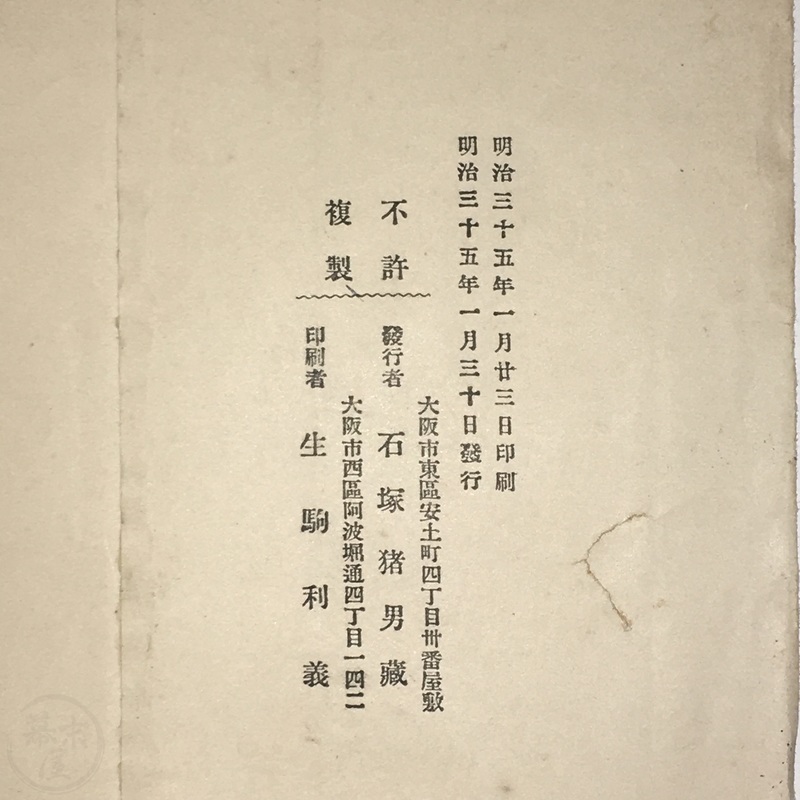 明治三十五年一月廿三日印刷
明治三十五年一月三十日發行
不許
複製
大阪市東區安土町四丁目卅番屋敷
發行者 石塚猪男藏
大阪市西區阿波堀通四丁目一四二
印刷者 生駒利義